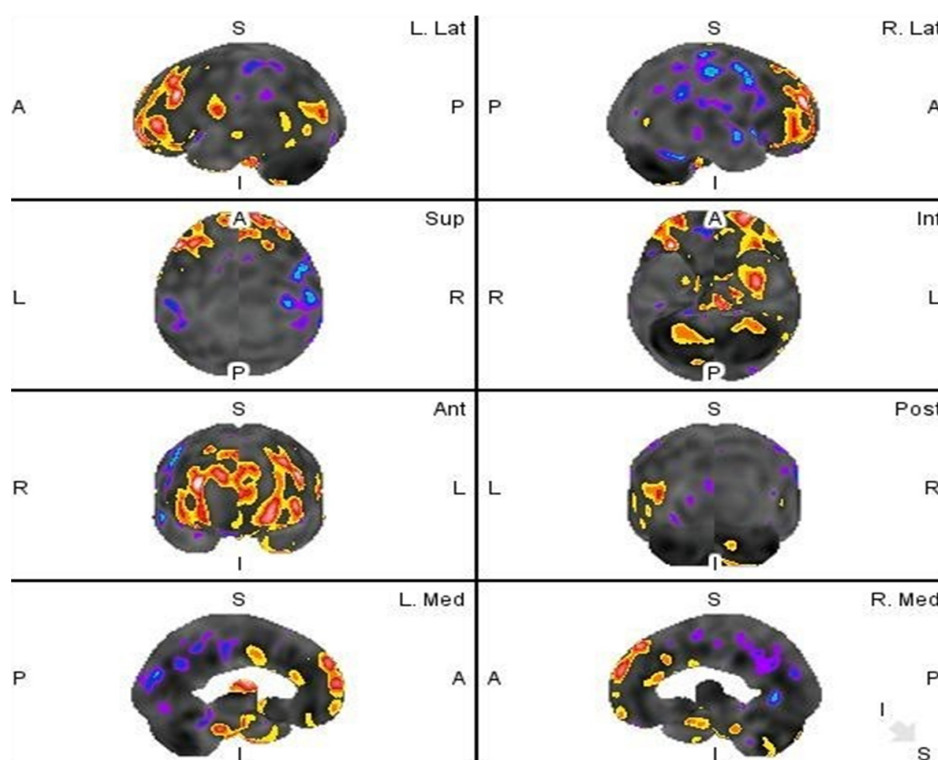 S L. Lat
A P
I
S R. Lat
P A
I
A Sup
L R
P
A Inf
R L
P
S Ant
R L
I
S Post
L R
I
S L. Med
P A
I
S R. Med
A P
I
I
S